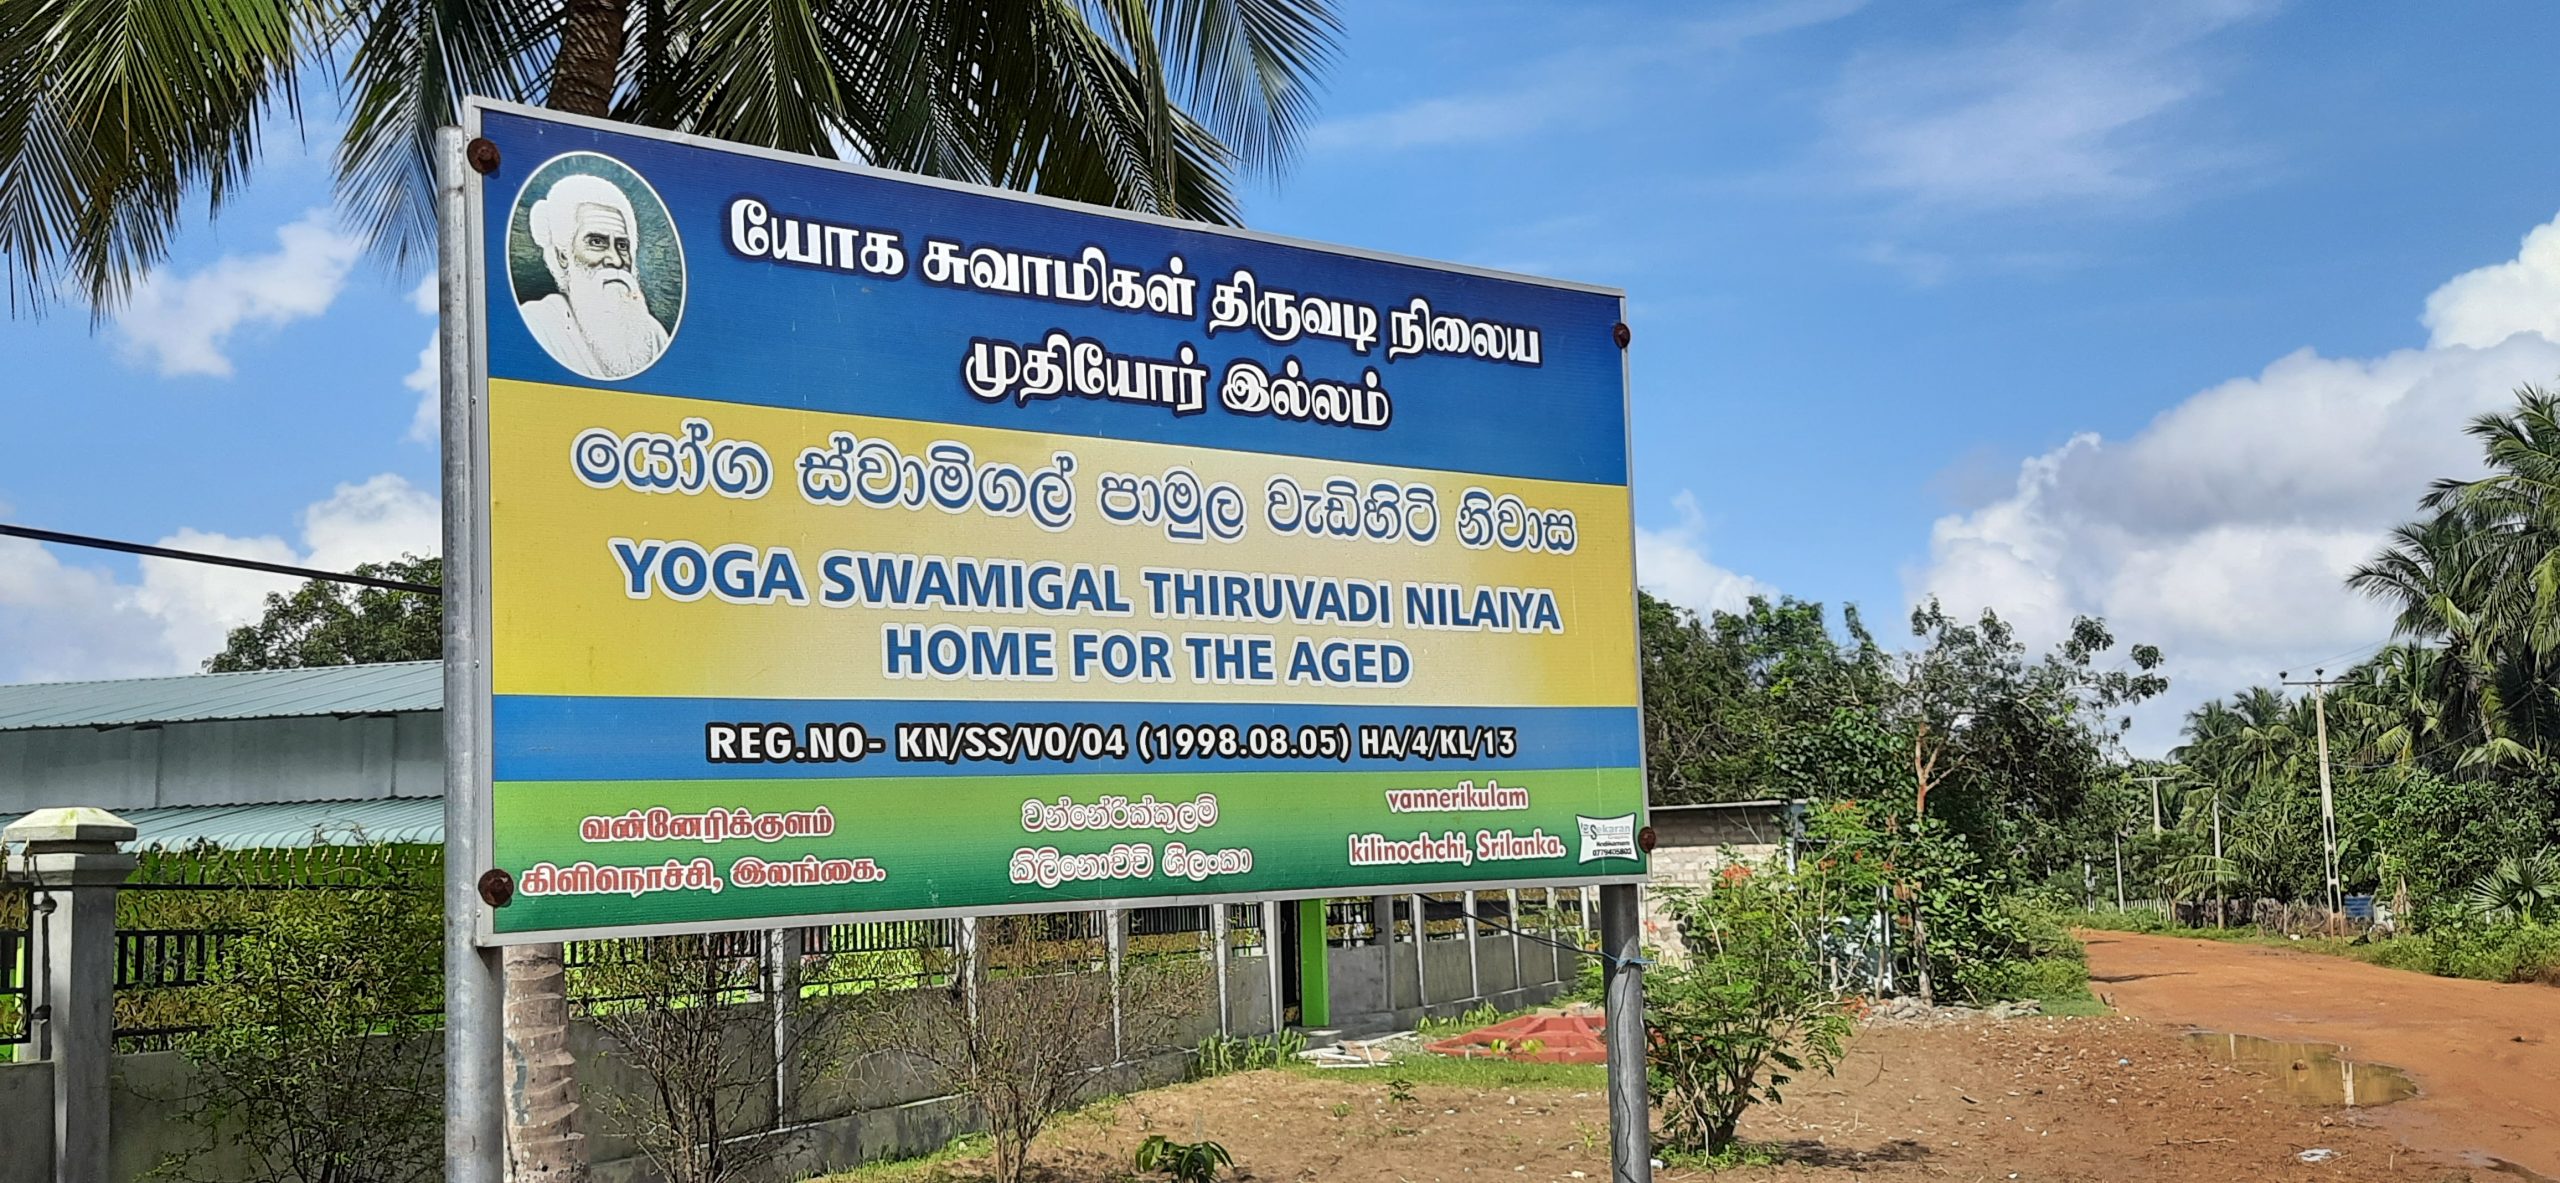 யோக சுவாமிகள் திருவடி நிலைய
முதியோர் இல்லம்
යෝග ස්වාමිගල් පාමුල වැඩිහිටි නිවාස
YOGA SWAMIGAL THIRUVADI NILAIYA
HOME FOR THE AGED
REG.NO- KN/SS/VO/04 (1998.08.05) HA/4/KL/13
வன்னேரிக்குளம்
கிளிநொச்சி, இலங்கை.
වන්නේරික්කුලම්
කිලිනොච්චි ශ්‍රීලංකා
vannerikulam
kilinochchi, Srilanka.
Sekaran